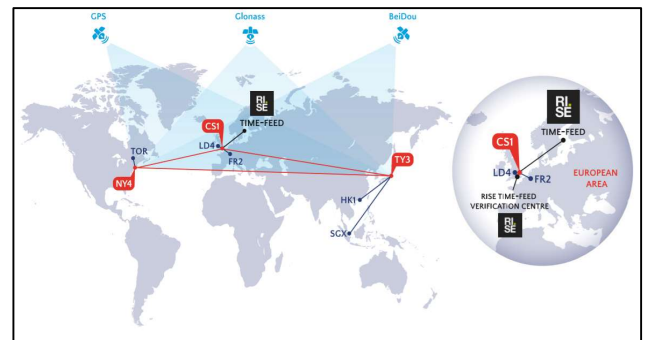 GPS
Glonass
BeiDou
RI.
SE
TIME-FEED
CS1
LD4
FR2
TOR
NY4
TY3
HK1
SGX
RI.
SE
TIME-FEED
CS1
LD4
FR2
EUROPEAN
AREA
RISE TIME-FEED
VERIFICATION CENTRE
RI.
SE